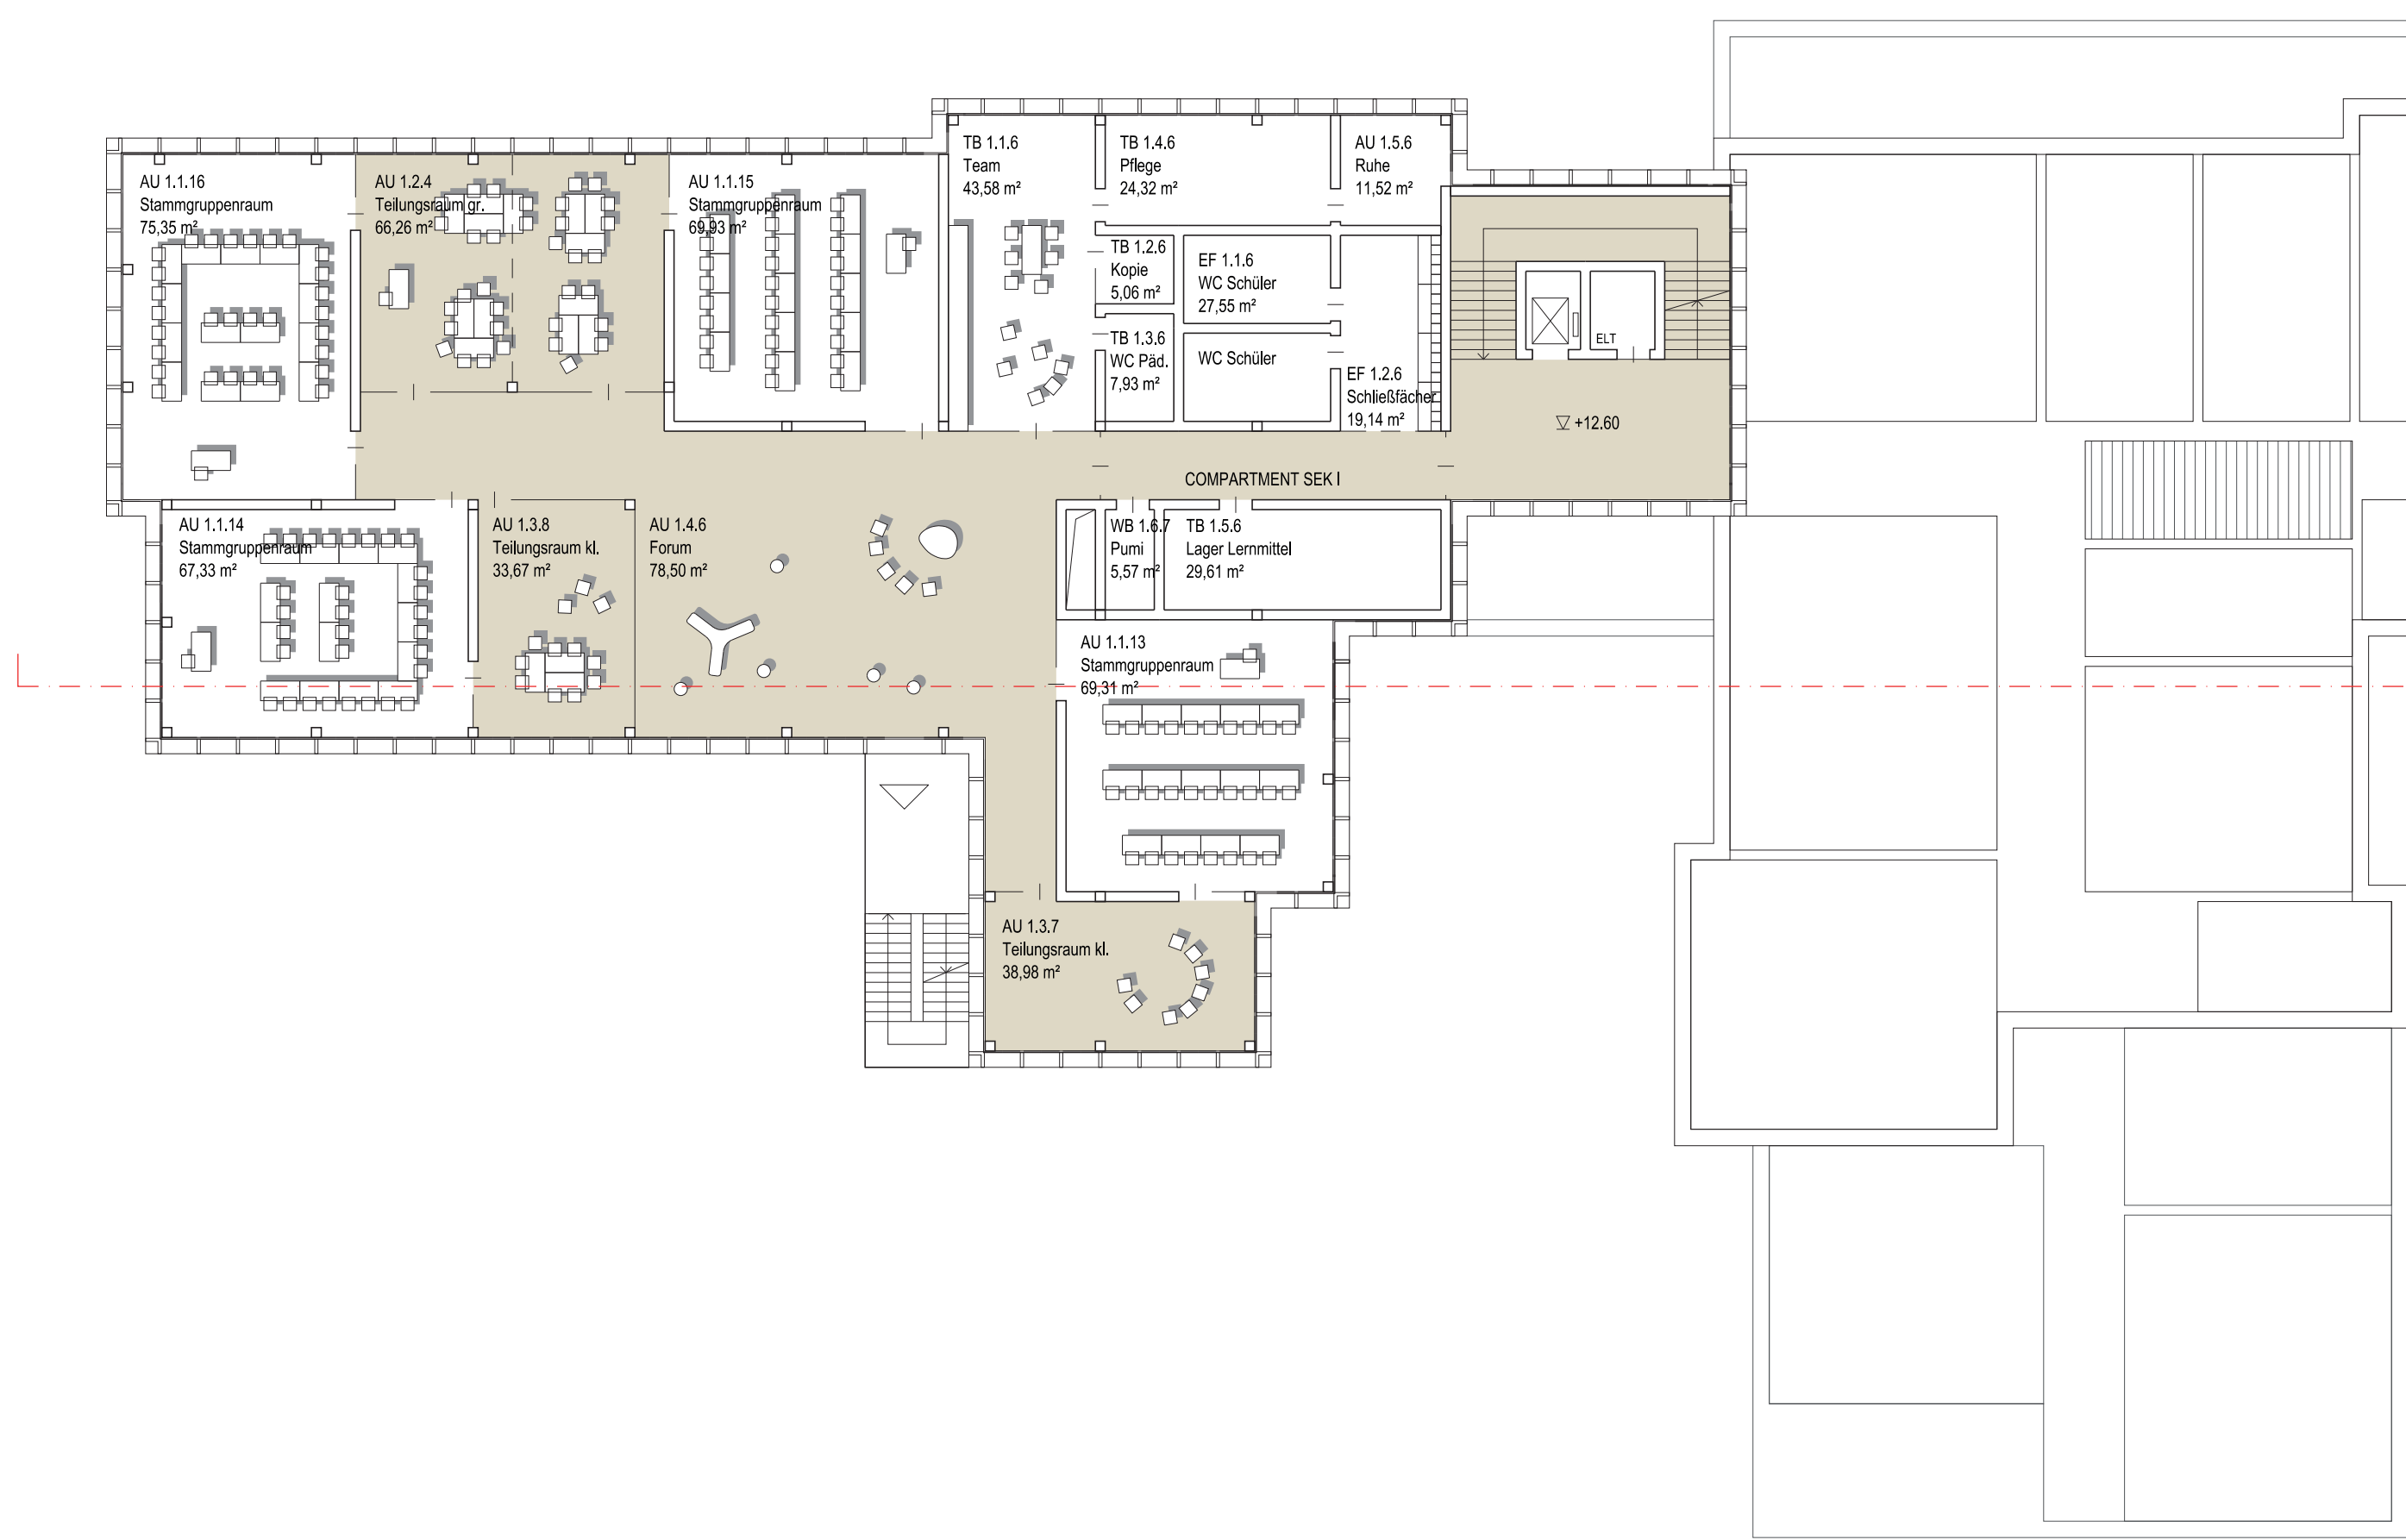 AU 1.1.16
Stammgruppenraum
75,35 m²
AU 1.2.4
Teilungsraum gr.
66,26 m²
AU 1.1.15
Stammgruppenraum
69,93 m²
TB 1.1.6
Team
43,58 m²
TB 1.4.6
Pflege
24,32 m²
AU 1.5.6
Ruhe
11,52 m²
TB 1.2.6
Kopie
5,06 m²
EF 1.1.6
WC Schüler
27,55 m²
TB 1.3.6
WC Päd.
7,93 m²
WC Schüler
EF 1.2.6
Schließfächer
19,14 m²
ELT
+12.60
COMPARTMENT SEK I
AU 1.1.14
Stammgruppenraum
67,33 m²
AU 1.3.8
Teilungsraum kl.
33,67 m²
AU 1.4.6
Forum
78,50 m²
WB 1.6.7
Pumi
5,57 m²
TB 1.5.6
Lager Lernmittel
29,61 m²
AU 1.1.13
Stammgruppenraum
69,31 m²
AU 1.3.7
Teilungsraum kl.
38,98 m²